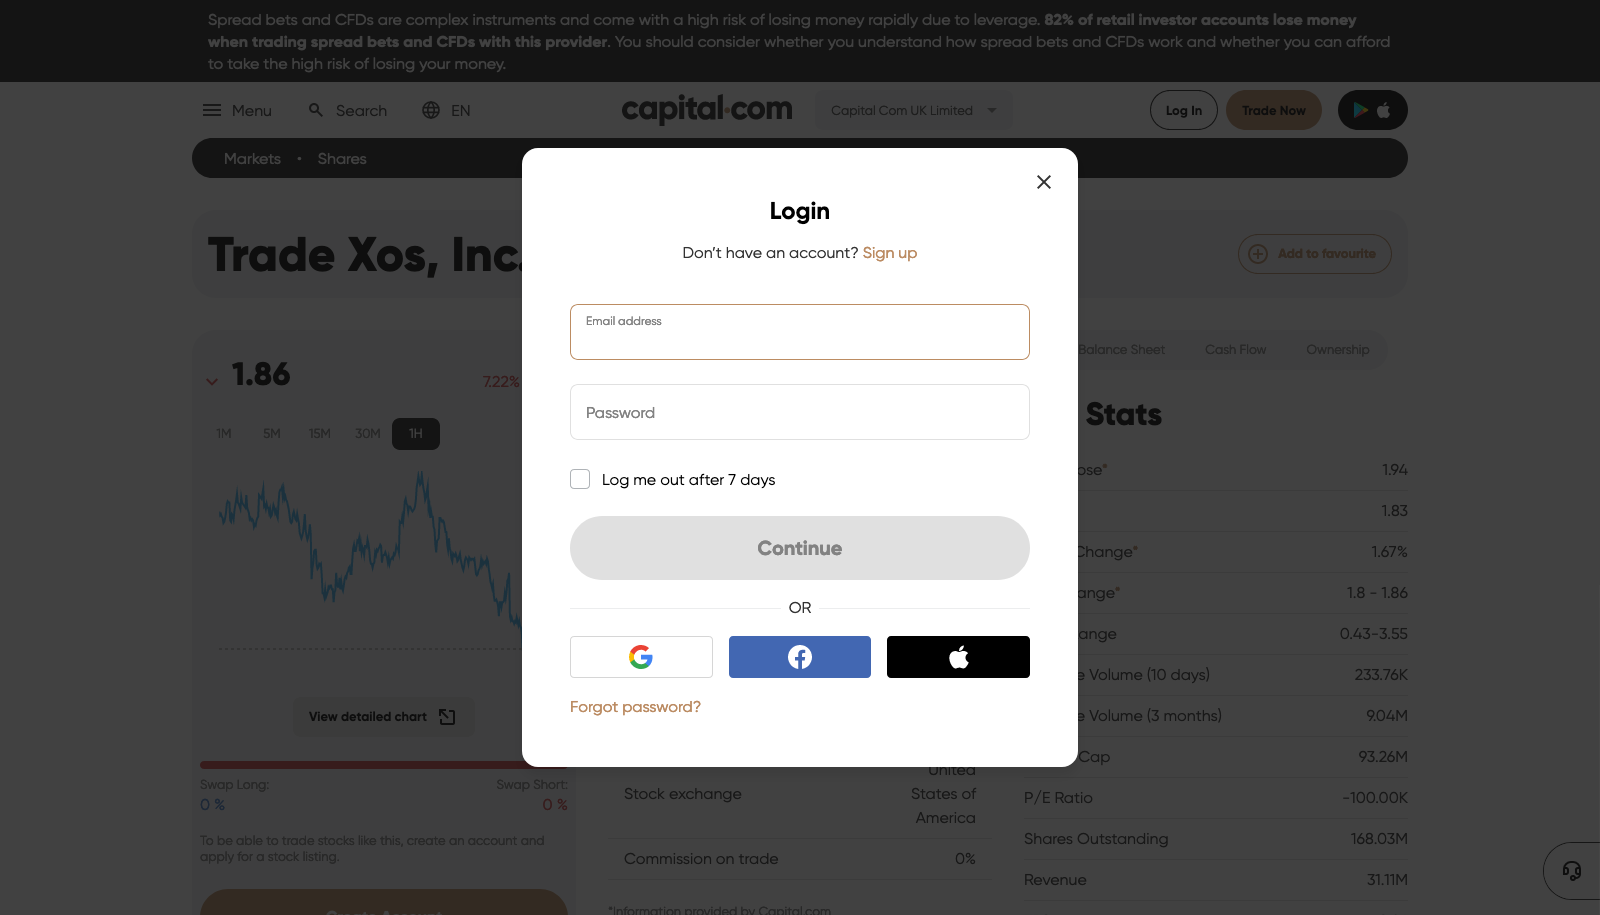 Spread bets and CFDs are complex instruments and come with a high risk of losing money rapidly due to leverage. 82% of retail investor accounts lose money
when trading spread bets and CFDs with this provider. You should consider whether you understand how spread bets and CFDs work and whether you can afford
to take the high risk of losing your money.
Menu Search EN capital.com Capital Com UK Limited Log In Trade Now
Markets • Shares
Login
Don't have an account? Sign up
Trade Xos, Inc. Add to favourite
Email address
Balance Sheet Cash Flow Ownership
1.86 7.22%
Password
Stats
1M 5M 15M 30M 1H
1.94
Log me out after 7 days
1.83
Continue
Change* 1.67%
1.8 - 1.86
OR
0.43-3.55
Volume (10 days) 233.76K
Forgot password?
View detailed chart
Volume (3 months) 9.04M
Cap 93.26M
United
Swap Long: Swap Short:
Stock exchange States of
P/E Ratio -100.00K
0 % 0 %
America
To be able to trade stocks like this, create an account and
apply for a stock listing.
Shares Outstanding 168.03M
Commission on trade 0%
Revenue 31.11M
Create Account
*Information provided by Capital.com